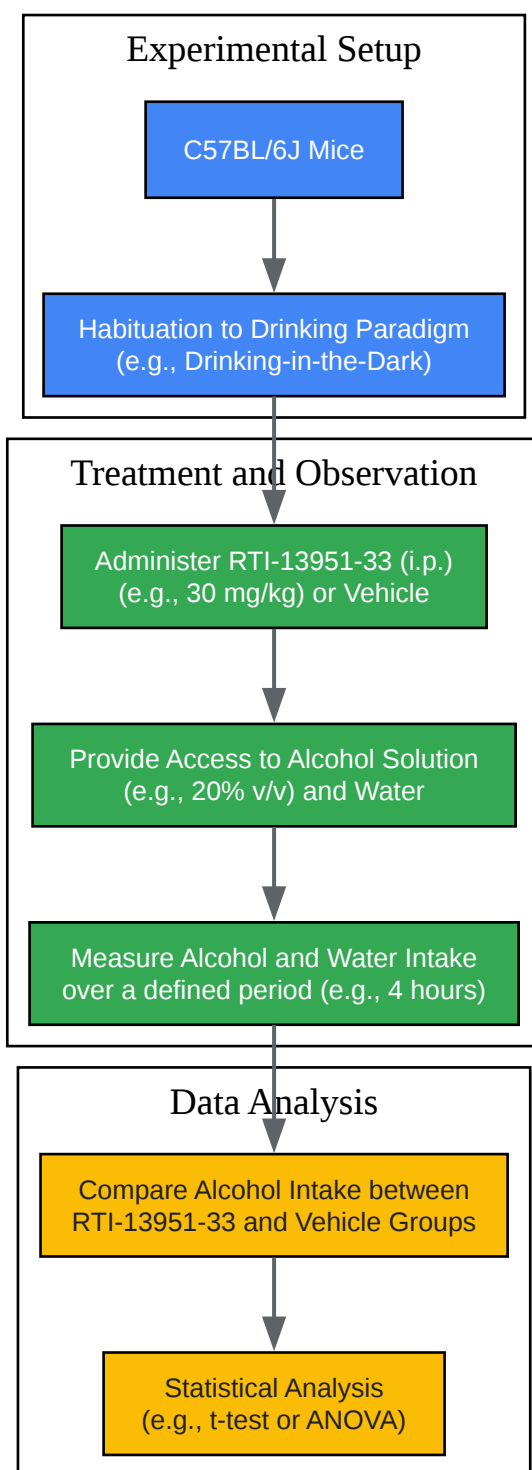 Experimental Setup
C57BL/6J Mice
Habituation to Drinking Paradigm
(e.g., Drinking-in-the-Dark)
Treatment and Observation
Administer RTI-13951-33 (i.p.)
(e.g., 30 mg/kg) or Vehicle
Provide Access to Alcohol Solution
(e.g., 20% v/v) and Water
Measure Alcohol and Water Intake
over a defined period (e.g., 4 hours)
Data Analysis
Compare Alcohol Intake between
RTI-13951-33 and Vehicle Groups
Statistical Analysis
(e.g., t-test or ANOVA)